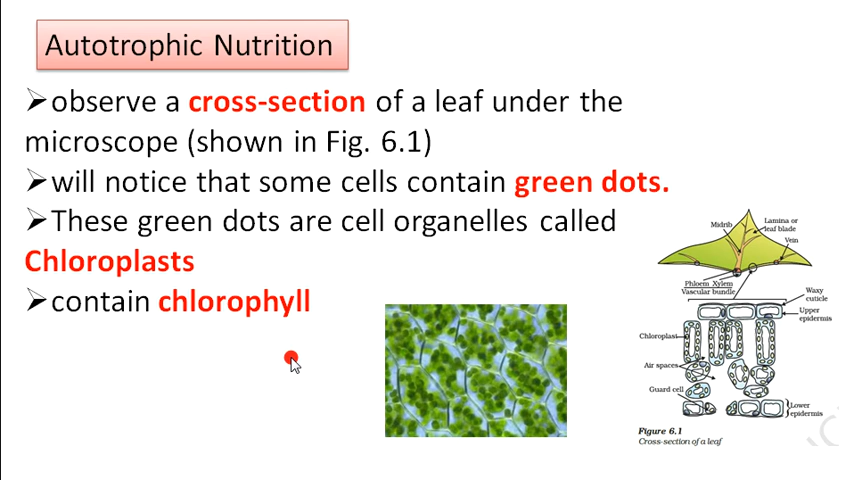 Autotrophic Nutrition
➢observe a cross-section of a leaf under the
microscope (shown in Fig. 6.1)
➢will notice that some cells contain green dots.
➢These green dots are cell organelles called
Chloroplasts
➢contain chlorophyll
Midrib
Lamina or
leaf blade
Vein
Phloem Xylem
Vascular bundle
Waxy
cuticle
Upper
epidermis
Chloroplast
Air spaces
Guard cell
Lower
epidermis
Figure 6.1
Cross-section of a leaf